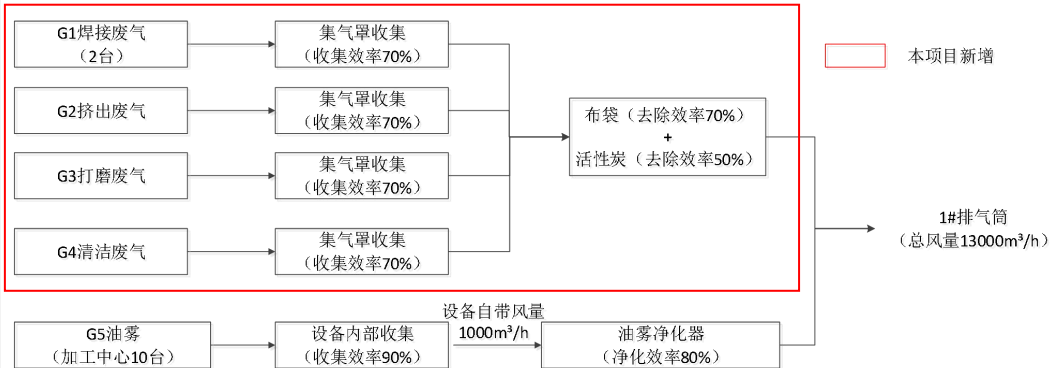 G1焊接废气
（2台）
集气罩收集
（收集效率70%）
本项目新增
G2挤出废气
集气罩收集
（收集效率70%）
布袋（去除效率70%）
+
活性炭（去除效率50%）
G3打磨废气
集气罩收集
（收集效率70%）
G4清洁废气
集气罩收集
（收集效率70%）
1#排气筒
（总风量13000m³/h）
G5油雾
（加工中心10台）
设备内部收集
（收集效率90%）
设备自带风量
1000m³/h
油雾净化器
（净化效率80%）